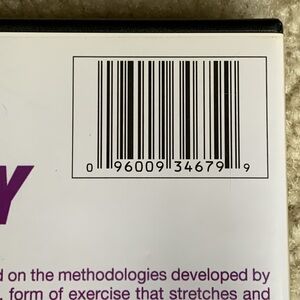 0 96009 34679 9
Y
d on the methodologies developed by
form of exercise that stretches and